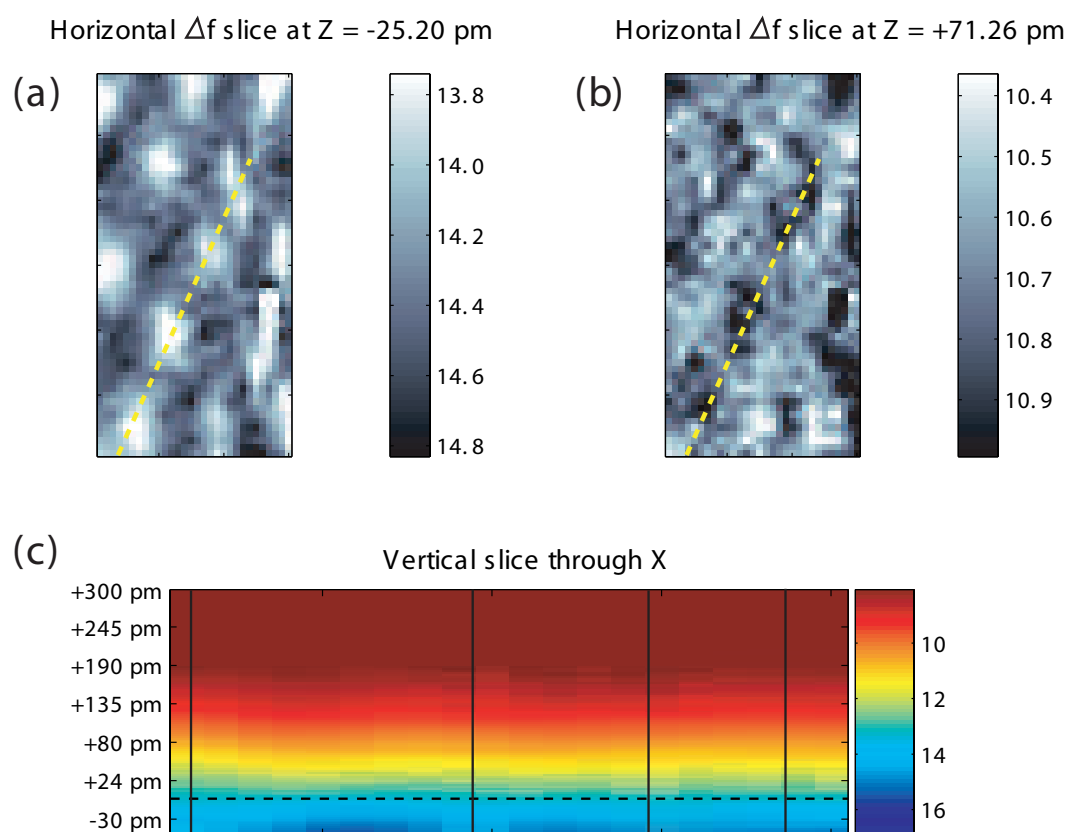 Horizontal Δf slice at Z = -25.20 pm
Horizontal Δf slice at Z = +71.26 pm
(a)
13.8
14.0
14.2
14.4
14.6
14.8
(b)
10.4
10.5
10.6
10.7
10.8
10.9
(c)
Vertical slice through X
+300 pm
+245 pm
+190 pm
+135 pm
+80 pm
+24 pm
-30 pm
10
12
14
16